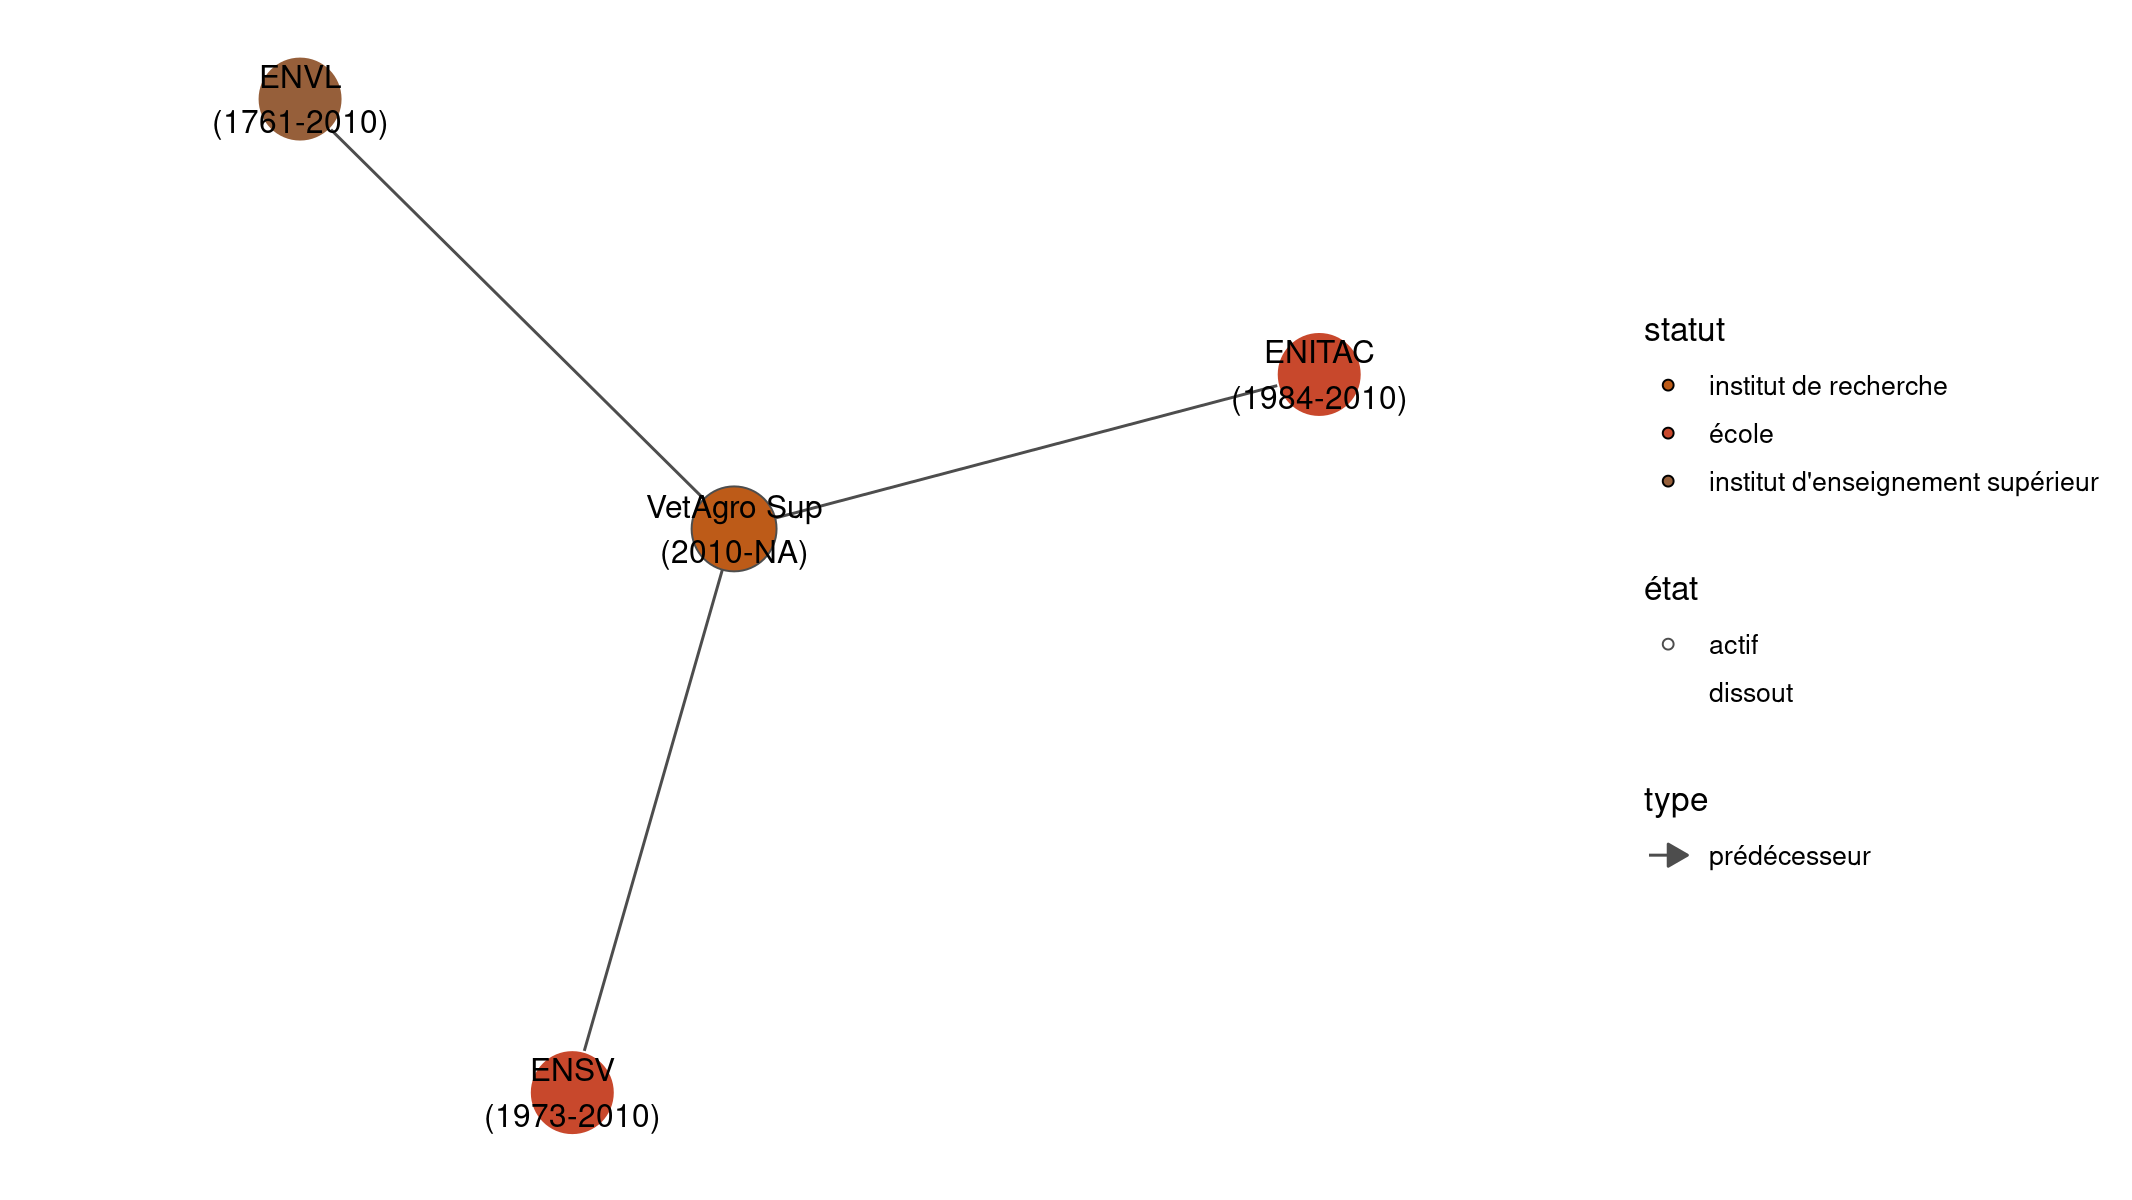 ENVL
(1761-2010)
ENITAC
(1984-2010)
VetAgro Sup
(2010-NA)
ENSV
(1973-2010)
statut
institut de recherche
école
institut d'enseignement supérieur
état
actif
dissout
type
prédécesseur